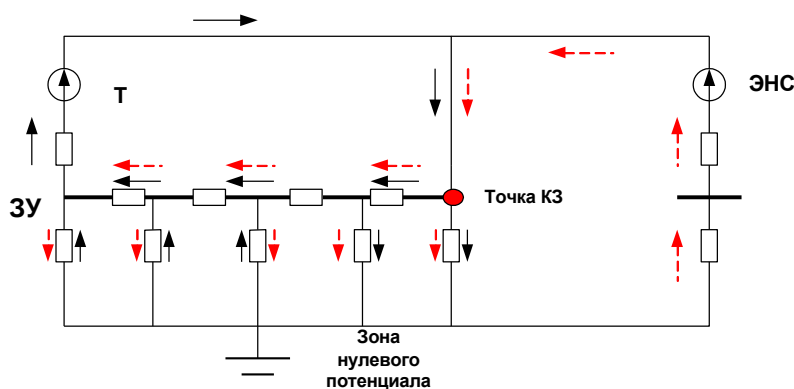 Т
ЭНС
ЗУ
Точка КЗ
Зона
нулевого
потенциала